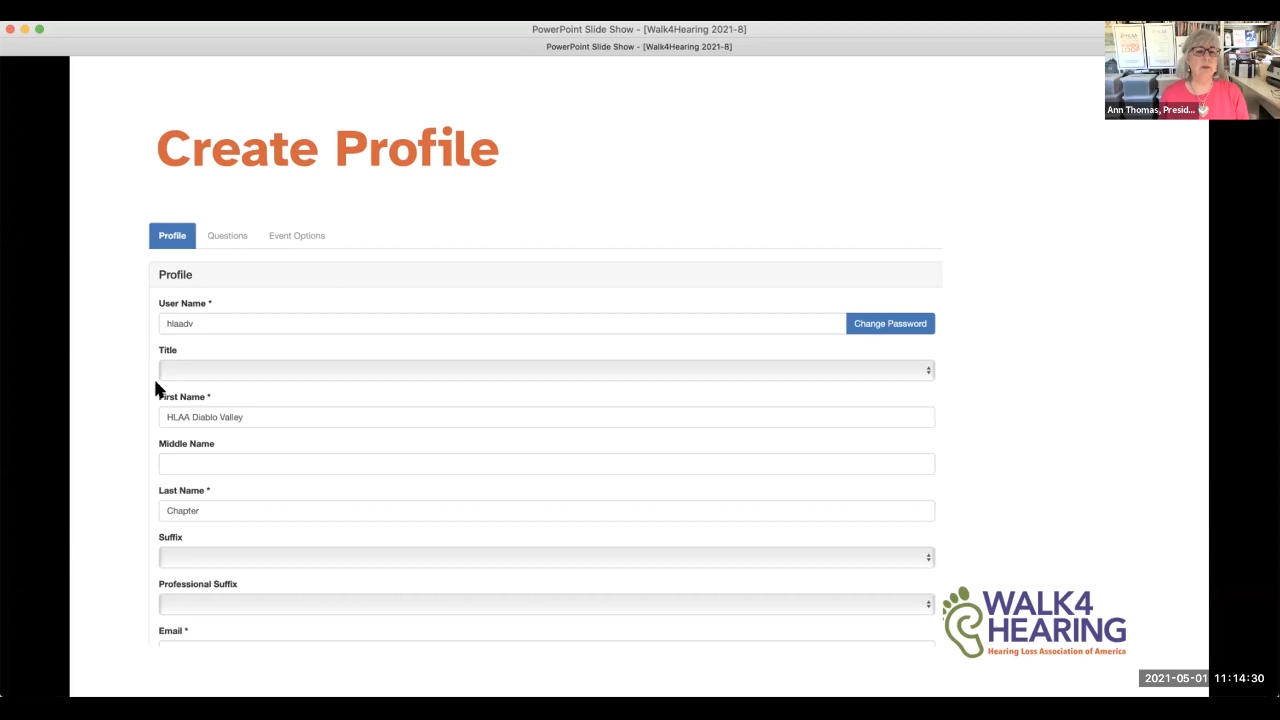 PowerPoint Slide Show - [Walk4Hearing 2021-8]
PowerPoint Slide Show - [Walk4Hearing 2021-8]
Ann Thomas, Presid...
Create Profile
Profile Questions Event Options
Profile
User Name *
hlaadv Change Password
Title
First Name *
HLAA Diablo Valley
Middle Name
Last Name *
Chapter
Suffix
Professional Suffix
Email *
WALK4
HEARING
Hearing Loss Association of America
2021-05-01 11:14:30